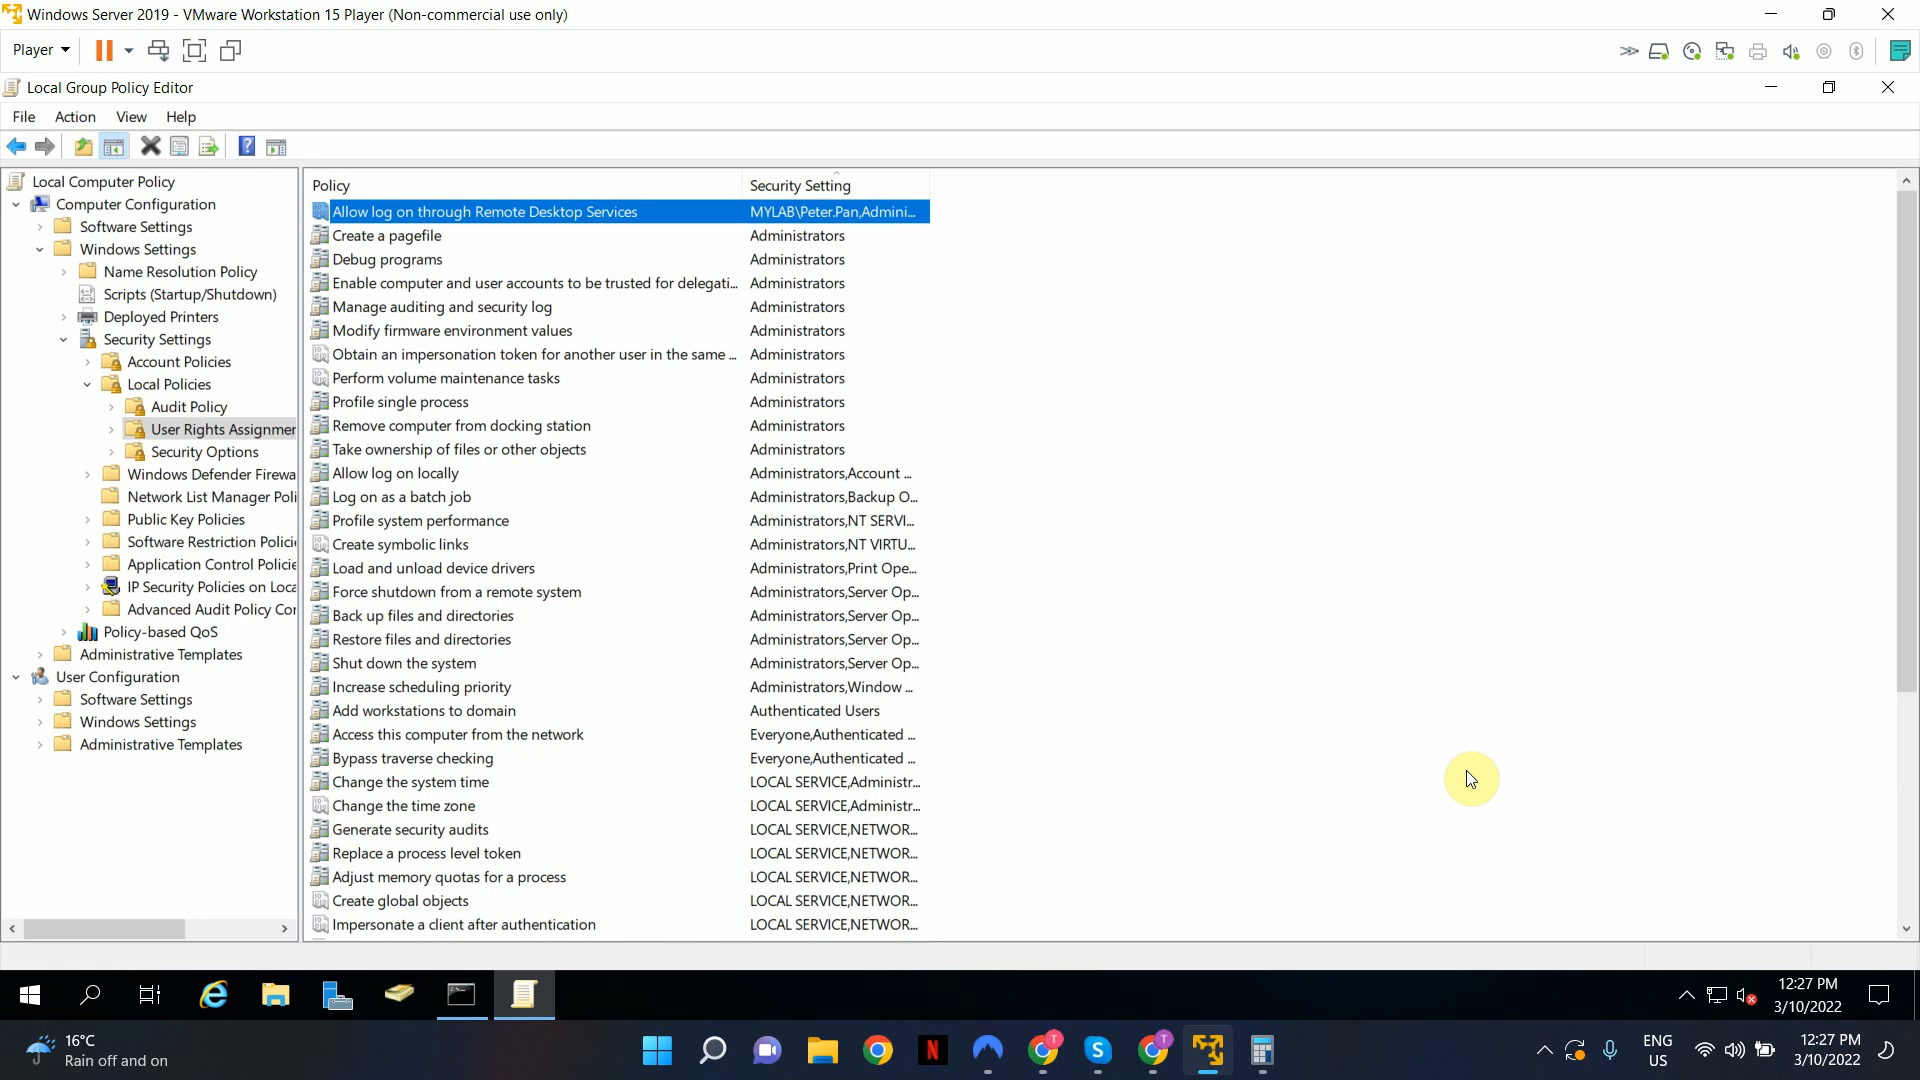 Windows Server 2019 - VMware Workstation 15 Player (Non-commercial use only)
Player
Local Group Policy Editor
File Action View Help
Local Computer Policy
Computer Configuration
Software Settings
Windows Settings
Name Resolution Policy
Scripts (Startup/Shutdown)
Deployed Printers
Security Settings
Account Policies
Local Policies
Audit Policy
User Rights Assignmer
Security Options
Windows Defender Firewa
Network List Manager Poli
Public Key Policies
Software Restriction Policie
Application Control Policie
IP Security Policies on Loca
Advanced Audit Policy Cor
Policy-based QoS
Administrative Templates
User Configuration
Software Settings
Windows Settings
Administrative Templates
Policy Security Setting
Allow log on through Remote Desktop Services MYLAB\Peter.Pan,Admini...
Create a pagefile Administrators
Debug programs Administrators
Enable computer and user accounts to be trusted for delegati... Administrators
Manage auditing and security log Administrators
Modify firmware environment values Administrators
Obtain an impersonation token for another user in the same ... Administrators
Perform volume maintenance tasks Administrators
Profile single process Administrators
Remove computer from docking station Administrators
Take ownership of files or other objects Administrators
Allow log on locally Administrators,Account ...
Log on as a batch job Administrators,Backup O...
Profile system performance Administrators,NT SERVI...
Create symbolic links Administrators,NT VIRTU...
Load and unload device drivers Administrators,Print Ope...
Force shutdown from a remote system Administrators,Server Op...
Back up files and directories Administrators,Server Op...
Restore files and directories Administrators,Server Op...
Shut down the system Administrators,Server Op...
Increase scheduling priority Administrators,Window ...
Add workstations to domain Authenticated Users
Access this computer from the network Everyone,Authenticated ...
Bypass traverse checking Everyone,Authenticated ...
Change the system time LOCAL SERVICE,Administr...
Change the time zone LOCAL SERVICE,Administr...
Generate security audits LOCAL SERVICE,NETWOR...
Replace a process level token LOCAL SERVICE,NETWOR...
Adjust memory quotas for a process LOCAL SERVICE,NETWOR...
Create global objects LOCAL SERVICE,NETWOR...
Impersonate a client after authentication LOCAL SERVICE,NETWOR...
12:27 PM
3/10/2022
16°C
Rain off and on
ENG
US
12:27 PM
3/10/2022